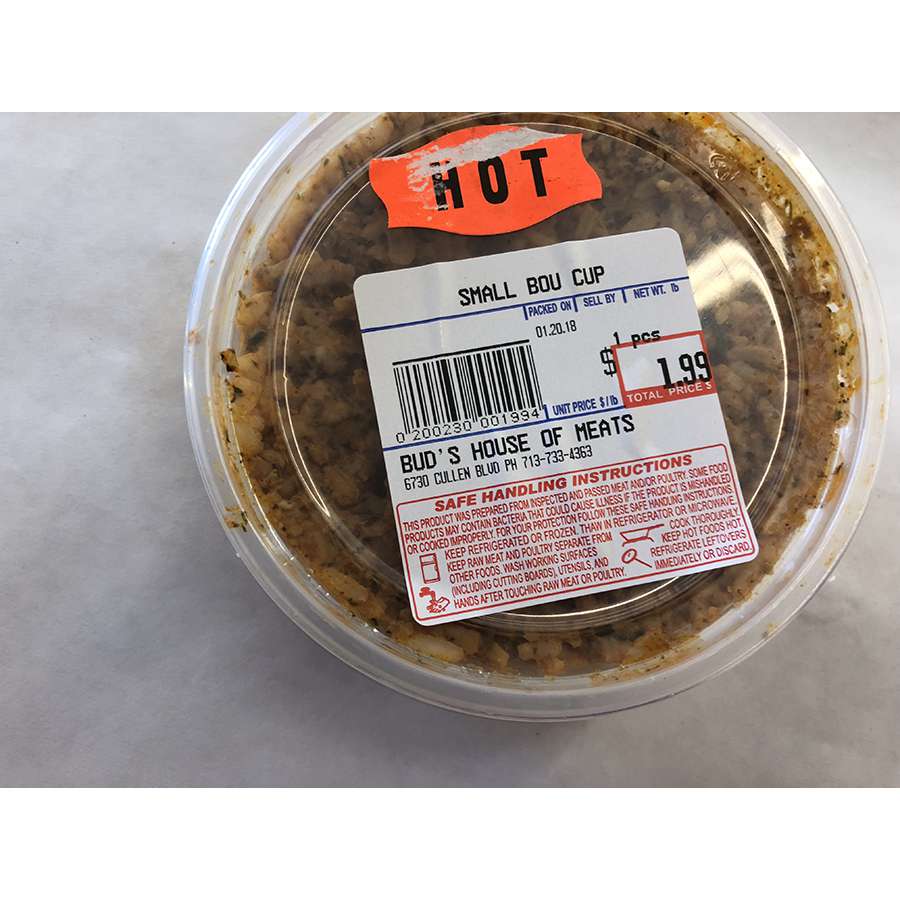 HOT
SMALL BOU CUP
PACKED ON SELL BY NET WT. lb
01.20.18
1 pcs
$ 1.99
UNIT PRICE $/lb TOTAL PRICE $
0 200230 001994
BUD'S HOUSE OF MEATS
6730 CULLEN BLVD PH 713-733-4363
SAFE HANDLING INSTRUCTIONS
THIS PRODUCT WAS PREPARED FROM INSPECTED AND PASSED MEAT AND/OR POULTRY. SOME FOOD
PRODUCTS MAY CONTAIN BACTERIA THAT COULD CAUSE ILLNESS IF THE PRODUCT IS MISHANDLED
OR COOKED IMPROPERLY. FOR YOUR PROTECTION FOLLOW THESE SAFE HANDLING INSTRUCTIONS
KEEP REFRIGERATED OR FROZEN. THAW IN REFRIGERATOR OR MICROWAVE.
KEEP RAW MEAT AND POULTRY SEPARATE FROM
OTHER FOODS. WASH WORKING SURFACES
(INCLUDING CUTTING BOARDS), UTENSILS, AND
HANDS AFTER TOUCHING RAW MEAT OR POULTRY.
COOK THOROUGHLY.
KEEP HOT FOODS HOT.
REFRIGERATE LEFTOVERS
IMMEDIATELY OR DISCARD.